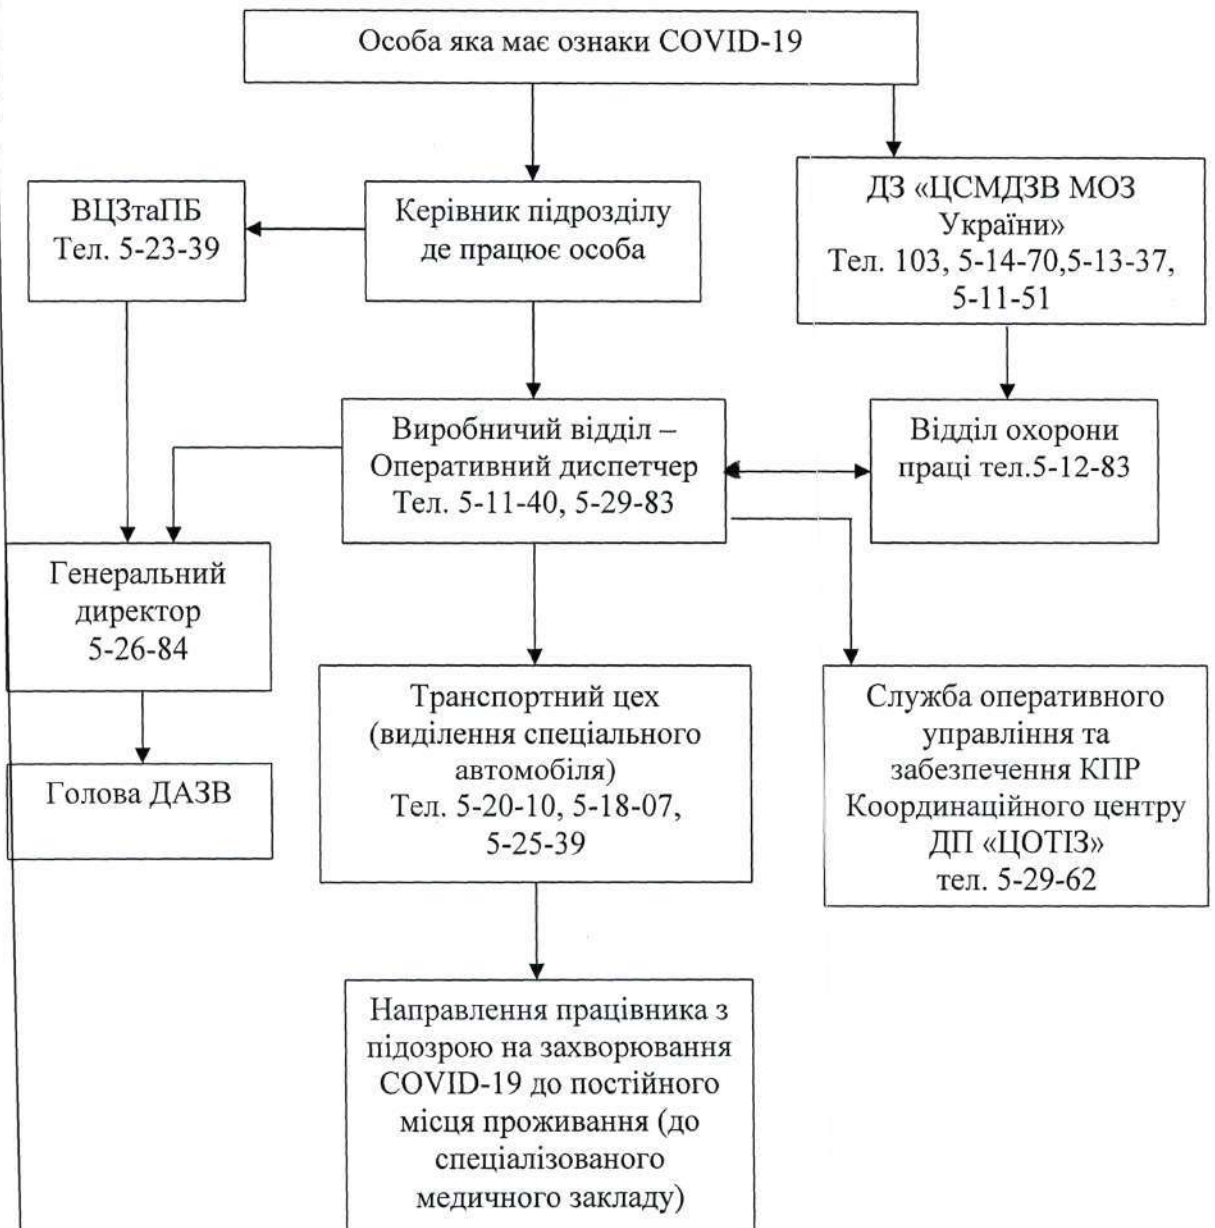 Особа яка має ознаки COVID-19
ВЦЗтаПБ
Тел. 5-23-39
Керівник підрозділу
де працює особа
ДЗ «ЦСМДЗВ МОЗ
України»
Тел. 103, 5-14-70,5-13-37,
5-11-51
Виробничий відділ –
Оперативний диспетчер
Тел. 5-11-40, 5-29-83
Відділ охорони
праці тел.5-12-83
Генеральний
директор
5-26-84
Транспортний цех
(виділення спеціального
автомобіля)
Тел. 5-20-10, 5-18-07,
5-25-39
Служба оперативного
управління та
забезпечення КПР
Координаційного центру
ДП «ЦОТІЗ»
тел. 5-29-62
Голова ДАЗВ
Направлення працівника з
підозрою на захворювання
COVID-19 до постійного
місця проживання (до
спеціалізованого
медичного закладу)